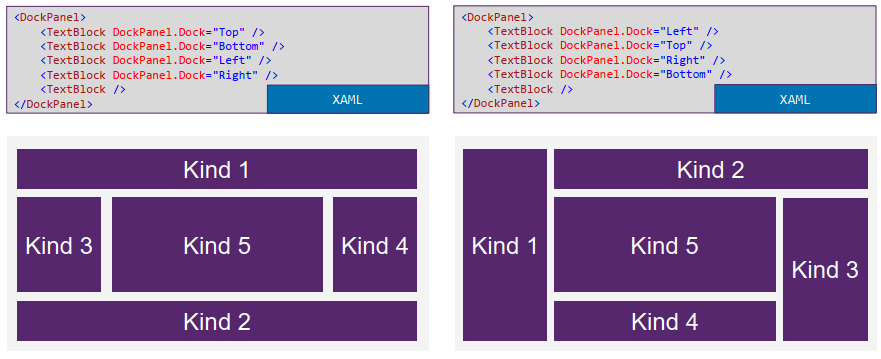 <DockPanel>
    <TextBlock DockPanel.Dock="Top" />
    <TextBlock DockPanel.Dock="Bottom" />
    <TextBlock DockPanel.Dock="Left" />
    <TextBlock DockPanel.Dock="Right" />
    <TextBlock />
</DockPanel>
XAML
<DockPanel>
    <TextBlock DockPanel.Dock="Left" />
    <TextBlock DockPanel.Dock="Top" />
    <TextBlock DockPanel.Dock="Right" />
    <TextBlock DockPanel.Dock="Bottom" />
    <TextBlock />
</DockPanel>
XAML
Kind 1
Kind 3
Kind 5
Kind 4
Kind 2
Kind 1
Kind 2
Kind 5
Kind 3
Kind 4